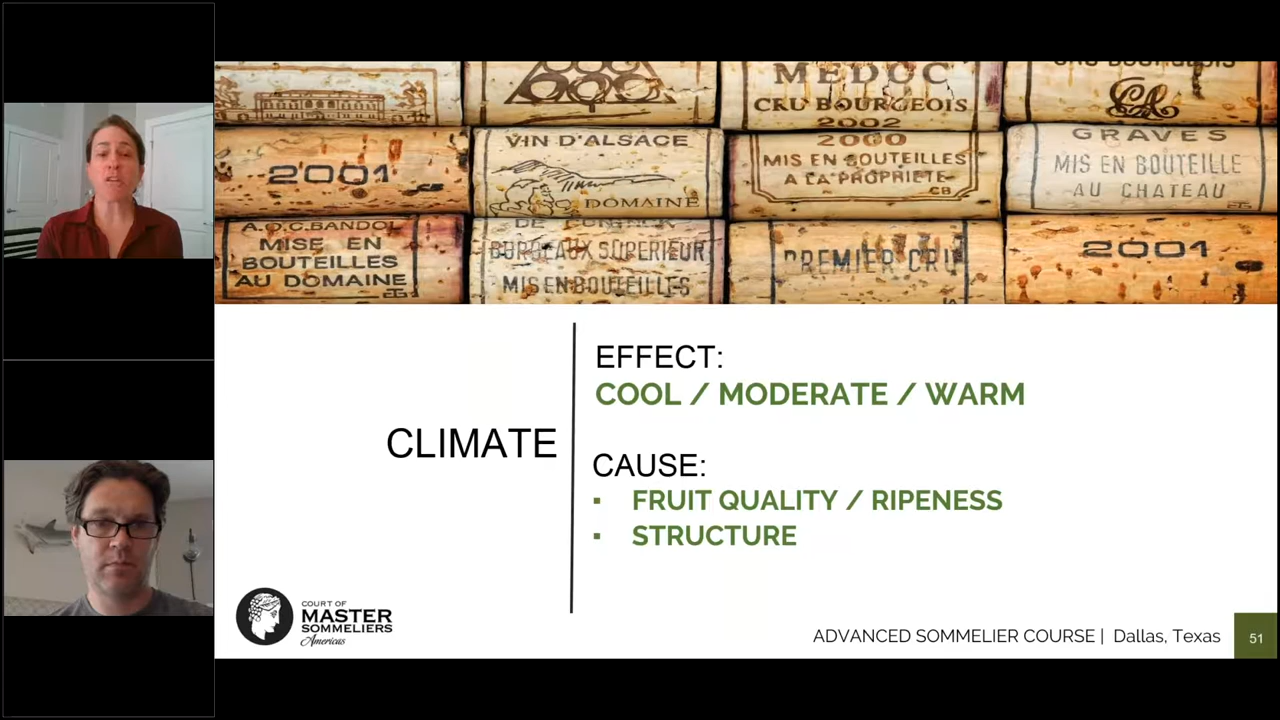 MEDOC
CRU BOURGEOIS
2002
2001
VIN D'ALSACE
DOMAINE
2000
MIS EN BOUTEILLES
A LA PROPRIETE
CB
GRAVES
MIS EN BOUTEILLE
AU CHATEAU
A.O.C.BANDOL
MISE EN
BOUTEILLES
AU DOMAINE
BORDEAUX SUPERIEUR
MIS EN BOUTEILLES
PREMIER CRU
2001
EFFECT:
COOL / MODERATE / WARM
CLIMATE
CAUSE:
▪ FRUIT QUALITY / RIPENESS
▪ STRUCTURE
COURT OF
MASTER
SOMMELIERS
Americas
ADVANCED SOMMELIER COURSE | Dallas, Texas
51